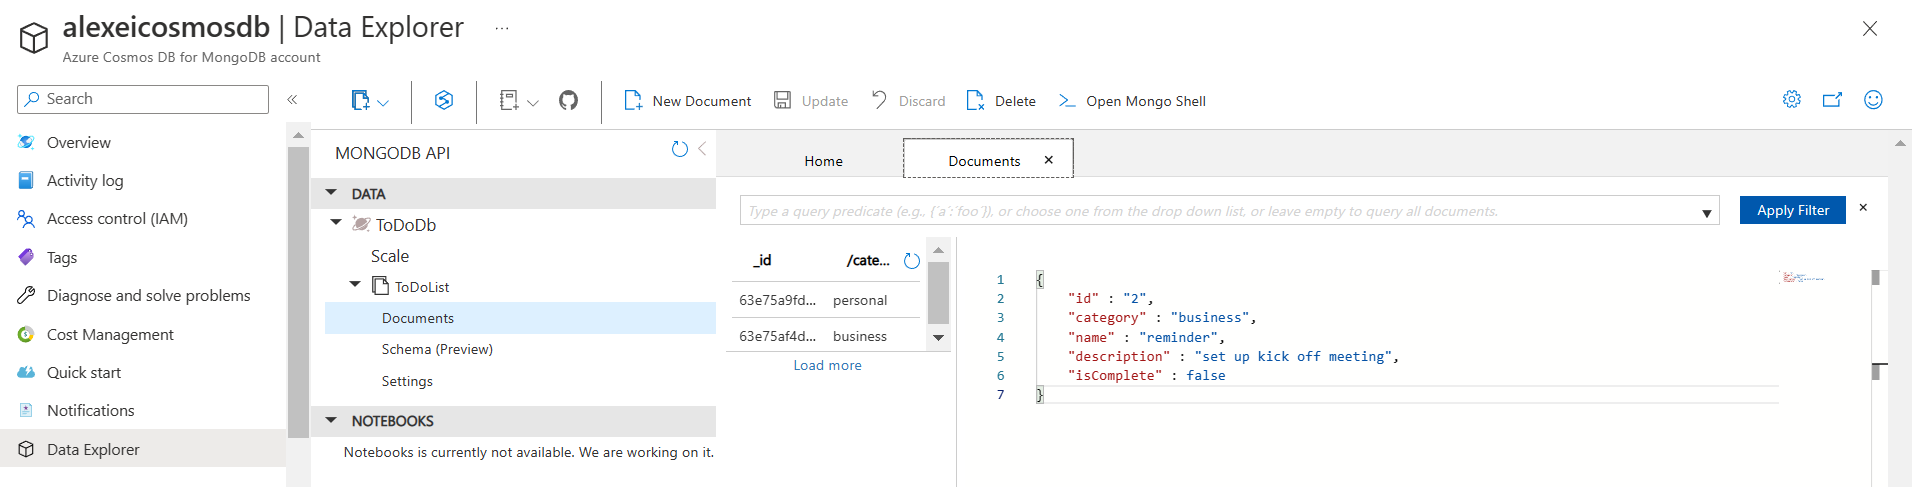 alexeicosmosdb | Data Explorer ...
Azure Cosmos DB for MongoDB account
Search
«
New Document
Update
Discard
Delete
Open Mongo Shell
Overview
Activity log
Access control (IAM)
Tags
Diagnose and solve problems
Cost Management
Quick start
Notifications
Data Explorer
MONGODB API
DATA
ToDoDb
Scale
ToDoList
Documents
Schema (Preview)
Settings
NOTEBOOKS
Notebooks is currently not available. We are working on it.
Home
Documents
Type a query predicate (e.g., {´a´:´foo´}), or choose one from the drop down list, or leave empty to query all documents.
Apply Filter
_id /cate...
63e75a9fd... personal
63e75af4d... business
Load more
1 {
2 "id" : "2",
3 "category" : "business",
4 "name" : "reminder",
5 "description" : "set up kick off meeting",
6 "isComplete" : false
7 }